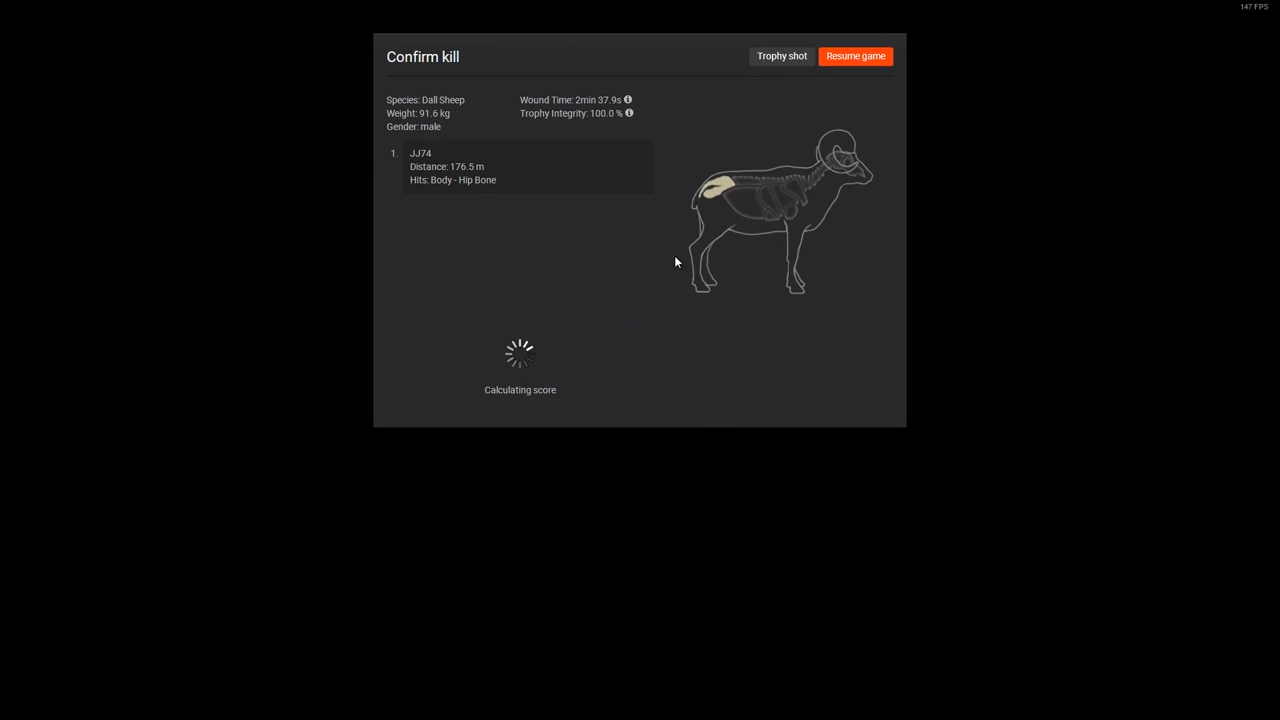 147 FPS
Confirm kill
Trophy shot
Resume game
Species: Dall Sheep
Weight: 91.6 kg
Gender: male
Wound Time: 2min 37.9s
Trophy Integrity: 100.0 %
1. JJ74
Distance: 176.5 m
Hits: Body - Hip Bone
Calculating score